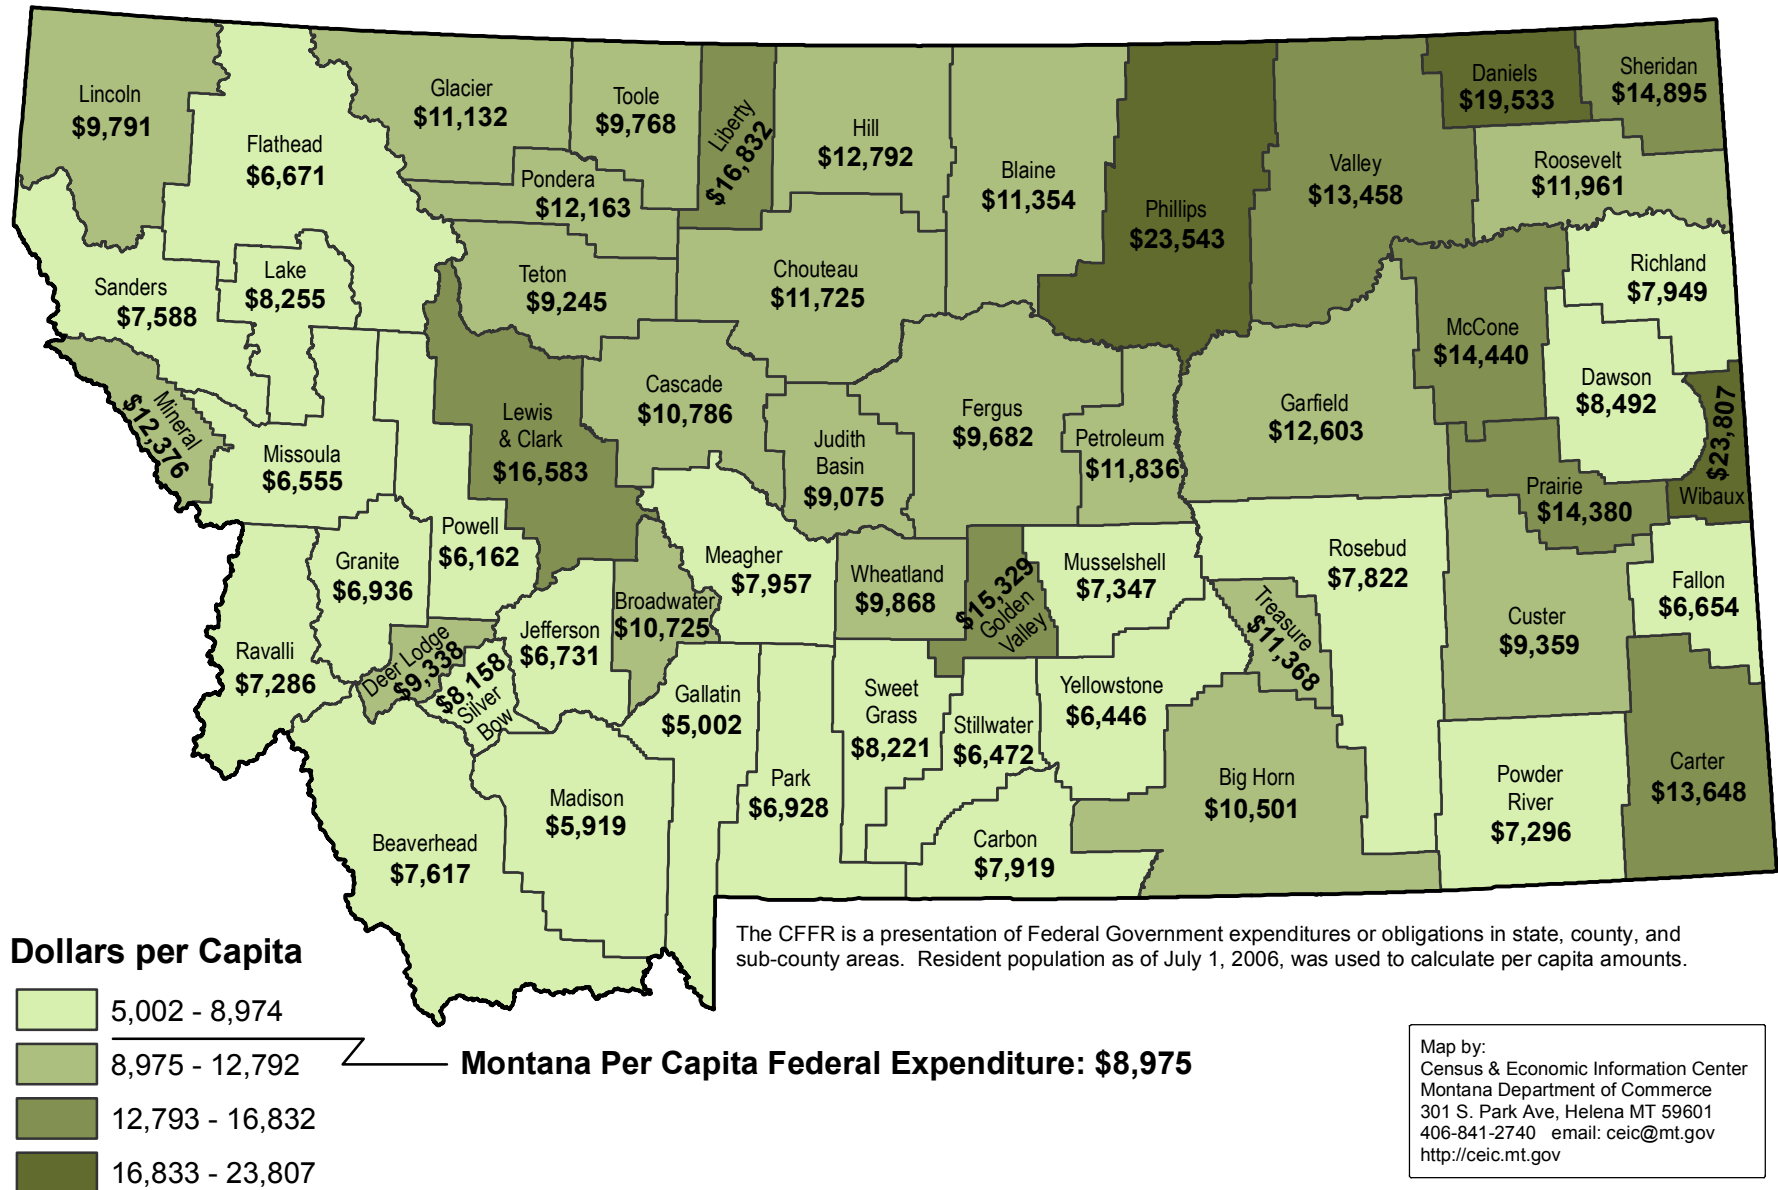 Lincoln
$9,791
Flathead
$6,671
Glacier
$11,132
Toole
$9,768
Liberty
$16,832
Hill
$12,792
Blaine
$11,354
Phillips
$23,543
Valley
$13,458
Daniels
$19,533
Sheridan
$14,895
Roosevelt
$11,961
Pondera
$12,163
Sanders
$7,588
Lake
$8,255
Teton
$9,245
Chouteau
$11,725
Richland
$7,949
McCone
$14,440
Dawson
$8,492
Wibaux
$23,807
Mineral
$12,376
Missoula
$6,555
Lewis
& Clark
$16,583
Cascade
$10,786
Judith
Basin
$9,075
Fergus
$9,682
Petroleum
$11,836
Garfield
$12,603
Prairie
$14,380
Powell
$6,162
Granite
$6,936
Meagher
$7,957
Wheatland
$9,868
$15,329
Golden
Valley
Musselshell
$7,347
Rosebud
$7,822
Treasure
$11,368
Custer
$9,359
Fallon
$6,654
Ravalli
$7,286
Deer Lodge
$9,338
$8,158
Silver
Bow
Jefferson
$6,731
Broadwater
$10,725
Gallatin
$5,002
Park
$6,928
Sweet
Grass
$8,221
Stillwater
$6,472
Yellowstone
$6,446
Big Horn
$10,501
Powder
River
$7,296
Carter
$13,648
Beaverhead
$7,617
Madison
$5,919
Carbon
$7,919
The CFFR is a presentation of Federal Government expenditures or obligations in state, county, and
sub-county areas. Resident population as of July 1, 2006, was used to calculate per capita amounts.
Dollars per Capita
5,002 - 8,974
8,975 - 12,792
12,793 - 16,832
16,833 - 23,807
Montana Per Capita Federal Expenditure: $8,975
Map by:
Census & Economic Information Center
Montana Department of Commerce
301 S. Park Ave, Helena MT 59601
406-841-2740 email: ceic@mt.gov
http://ceic.mt.gov